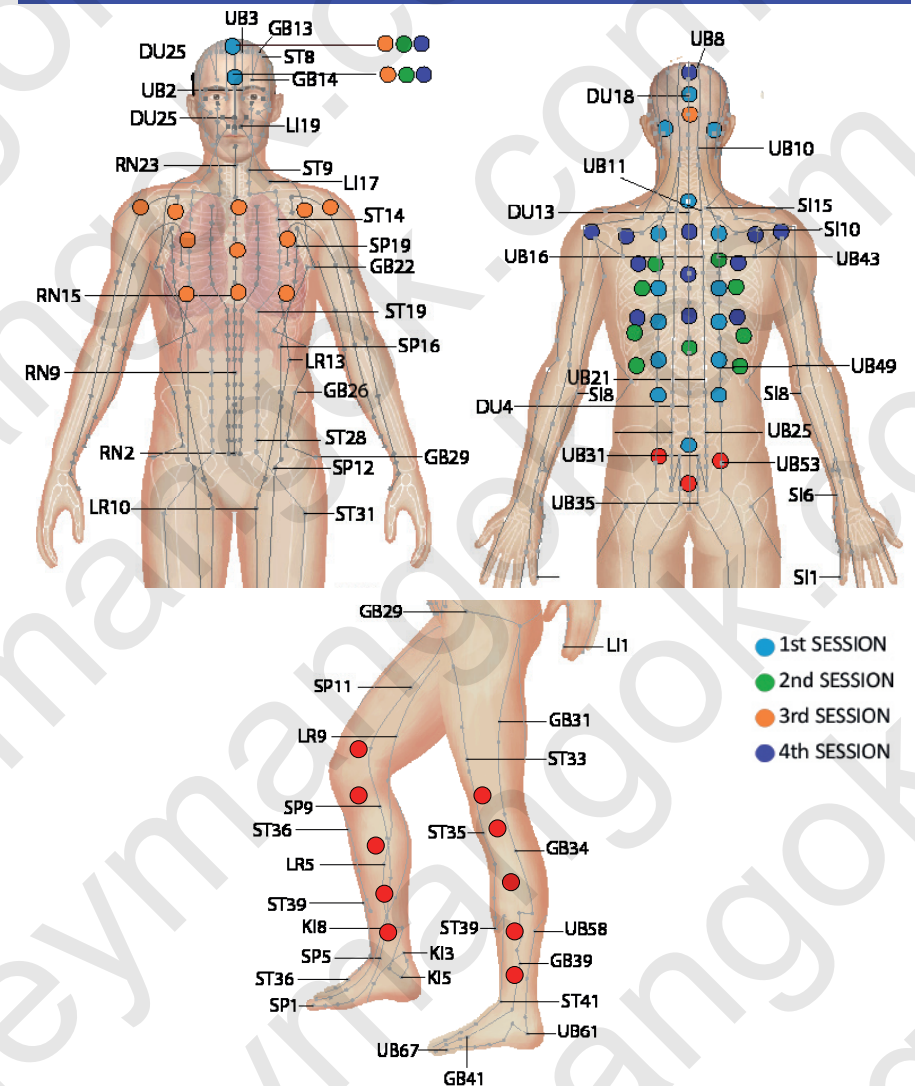 UB3
GB13
DU25
ST8
GB14
UB2
DU25
LI19
RN23
ST9
LI17
ST14
SP19
GB22
RN15
ST19
SP16
LR13
RN9
GB26
ST28
RN2
GB29
SP12
LR10
ST31
UB8
DU18
UB10
UB11
DU13
SI15
SI10
UB16
UB43
UB21
UB49
SI8
SI8
DU4
UB25
UB31
UB53
UB35
SI6
SI1
GB29
LI1
SP11
GB31
LR9
ST33
SP9
ST36
ST35
GB34
LR5
ST39
KI8
ST39
UB58
SP5
KI3
GB39
ST36
KI5
SP1
ST41
UB61
UB67
GB41
1st SESSION
2nd SESSION
3rd SESSION
4th SESSION
eymangok.com